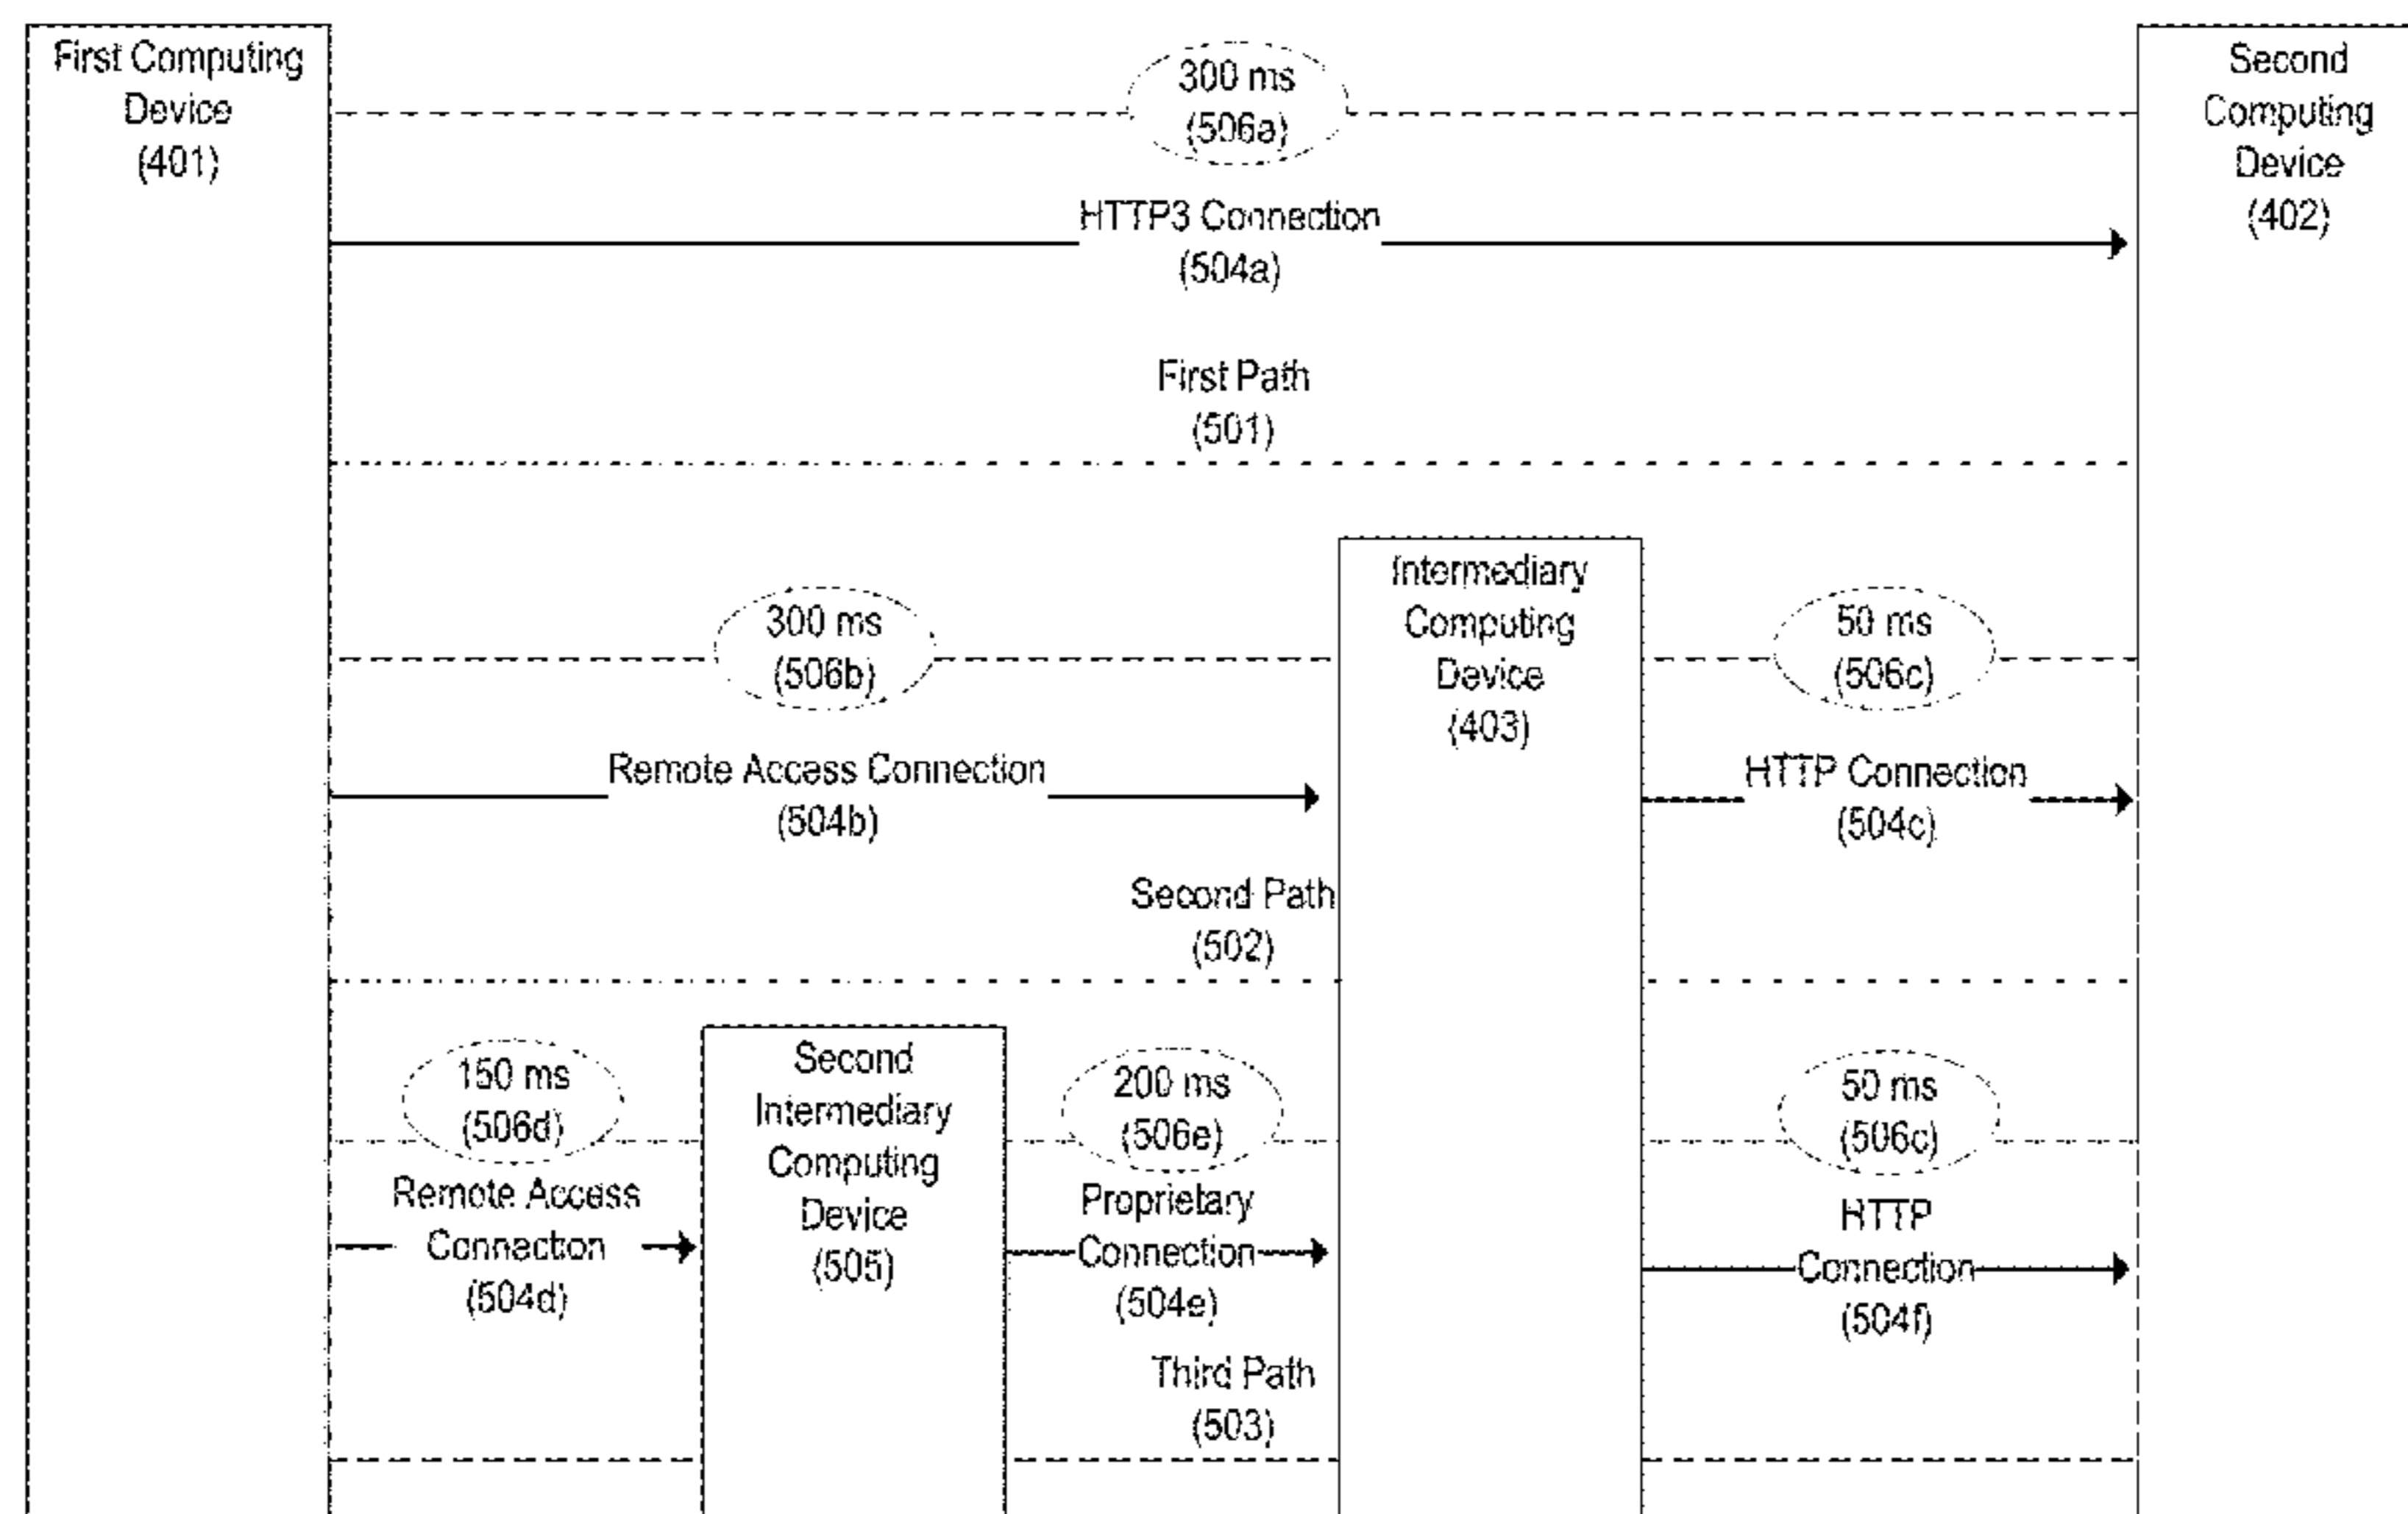 First Computing
Device
(401)
300 ms
(506a)
HTTP3 Connection
(504a)
First Path
(501)
Second
Computing
Device
(402)
300 ms
(506b)
Remote Access Connection
(504b)
Second Path
(502)
Intermediary
Computing
Device
(403)
50 ms
(506c)
HTTP Connection
(504c)
150 ms
(506d)
Remote Access
Connection
(504d)
Second
Intermediary
Computing
Device
(505)
200 ms
(506e)
Proprietary
Connection
(504e)
Third Path
(503)
50 ms
(506c)
HTTP
Connection
(504f)